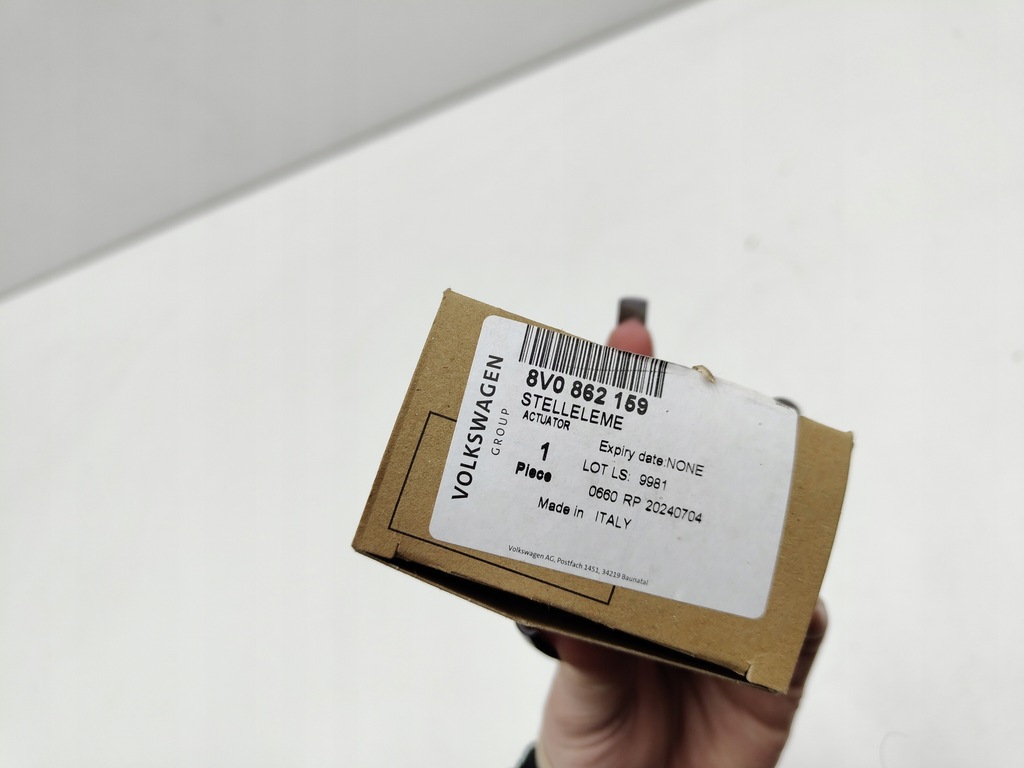 VOLKSWAGEN
GROUP
8V0 862 159
STELLELEME
ACTUATOR
1
Piece
Expiry date:NONE
LOT LS: 9981
0660 RP 20240704
Made in ITALY
Volkswagen AG, Postfach 1451, 34219 Baunatal